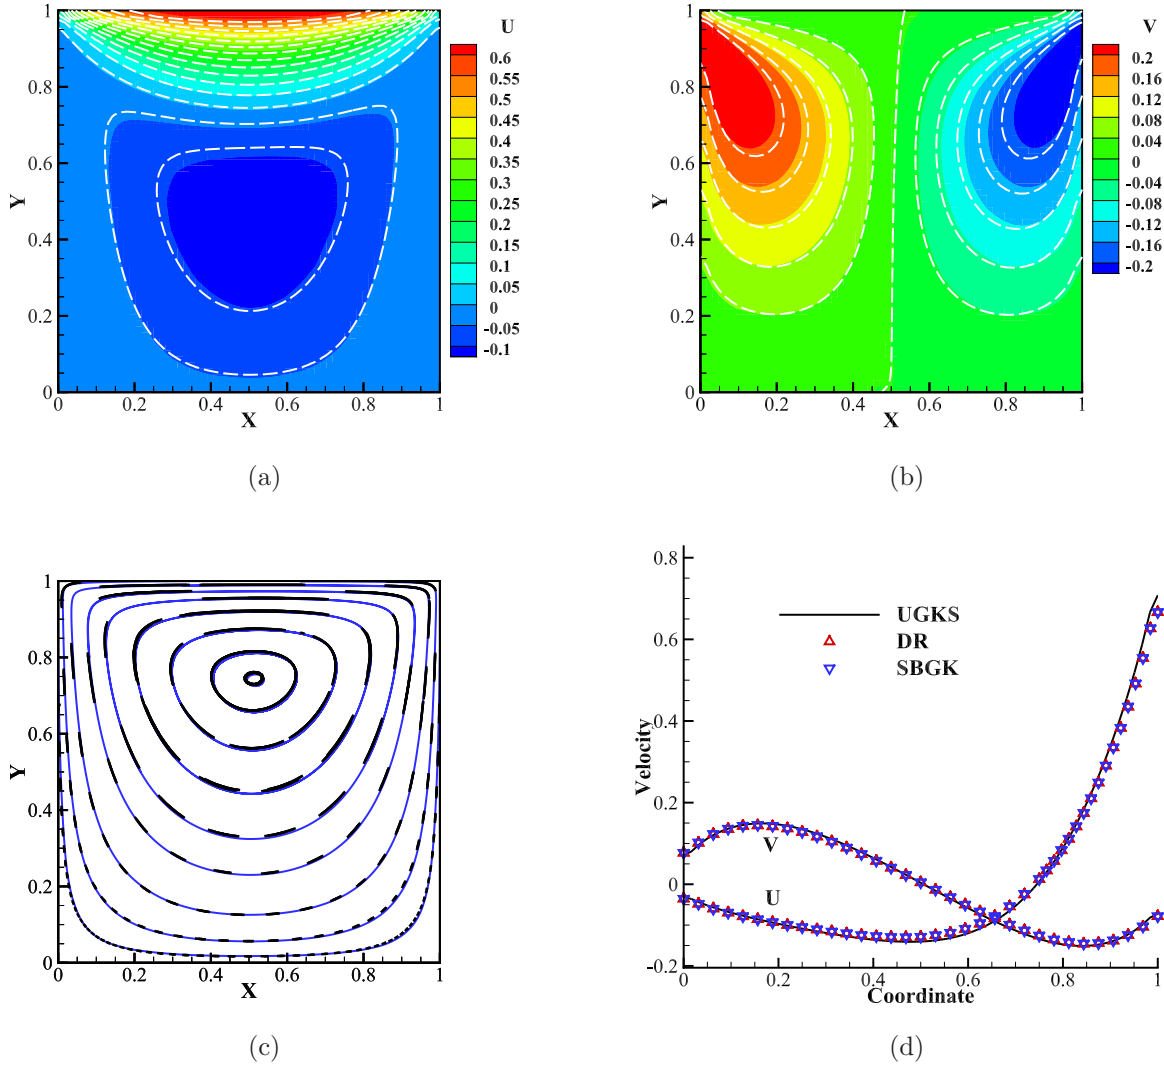 U
0.6
0.55
0.5
0.45
0.4
0.35
0.3
0.25
0.2
0.15
0.1
0.05
0
-0.05
-0.1
1
0.8
0.6
0.4
0.2
0
Y
0 0.2 0.4 0.6 0.8 1
X
(a)
V
0.2
0.16
0.12
0.08
0.04
0
-0.04
-0.08
-0.12
-0.16
-0.2
1
0.8
0.6
0.4
0.2
0
Y
0 0.2 0.4 0.6 0.8 1
X
(b)
1
0.8
0.6
0.4
0.2
0
Y
0 0.2 0.4 0.6 0.8 1
X
(c)
0.8
0.6
0.4
0.2
0
-0.2
Velocity
UGKS
DR
SBGK
V
U
0 0.2 0.4 0.6 0.8 1
Coordinate
(d)